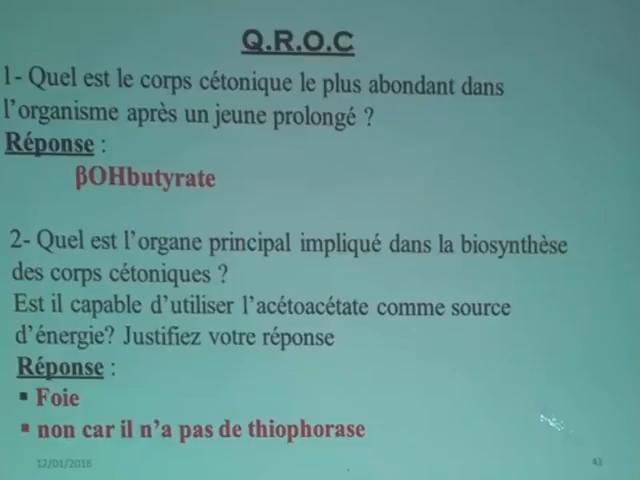 Q.R.O.C
1- Quel est le corps cétonique le plus abondant dans
l'organisme après un jeune prolongé ?
Réponse :
βOHbutyrate
2- Quel est l'organe principal impliqué dans la biosynthèse
des corps cétoniques ?
Est il capable d'utiliser l'acétoacétate comme source
d'énergie? Justifiez votre réponse
Réponse :
▪ Foie
▪ non car il n'a pas de thiophorase
12/01/2018 43